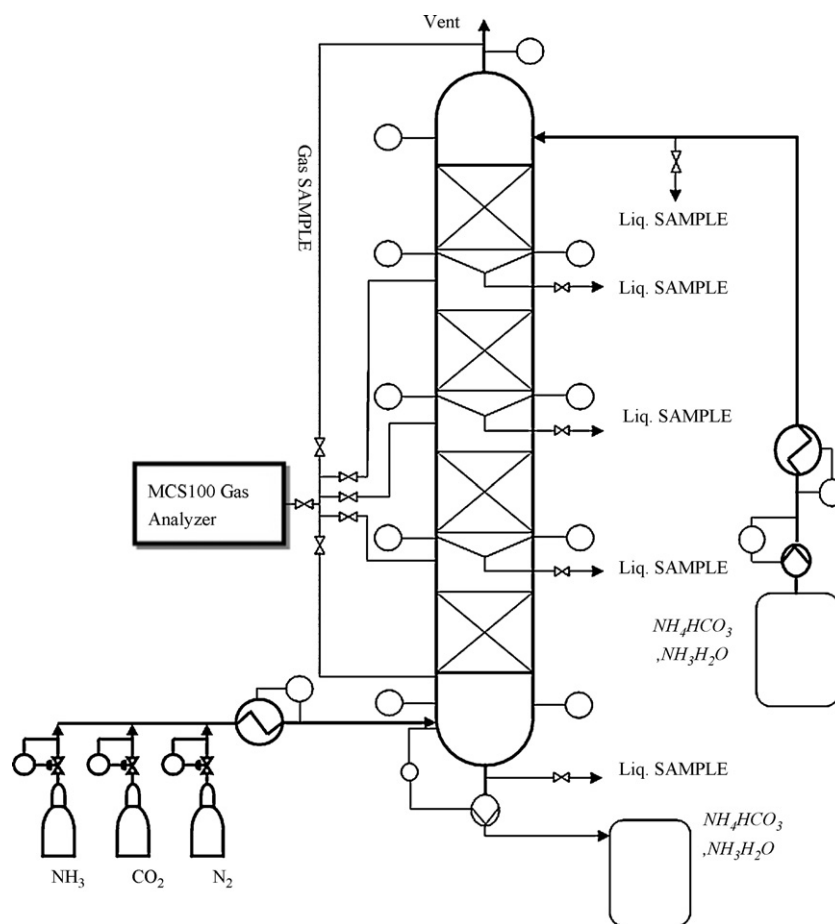 Vent
Gas SAMPLE
Liq. SAMPLE
Liq. SAMPLE
Liq. SAMPLE
MCS100 Gas
Analyzer
Liq. SAMPLE
NH₄HCO₃
,NH₃H₂O
Liq. SAMPLE
NH₄HCO₃
,NH₃H₂O
NH₃
CO₂
N₂